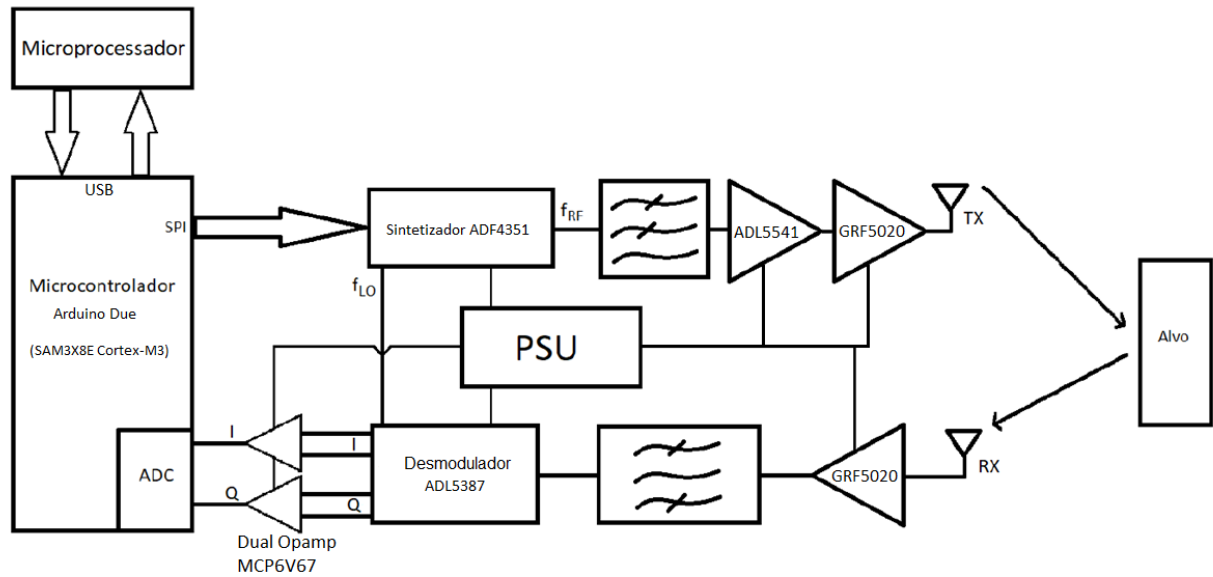 Microprocessador
USB
SPI
Microcontrolador
Arduino Due
(SAM3X8E Cortex-M3)
ADC
Sintetizador ADF4351
fRF
fLO
ADL5541
GRF5020
TX
PSU
Alvo
I
I
Q
Q
Desmodulador
ADL5387
GRF5020
RX
Dual Opamp
MCP6V67